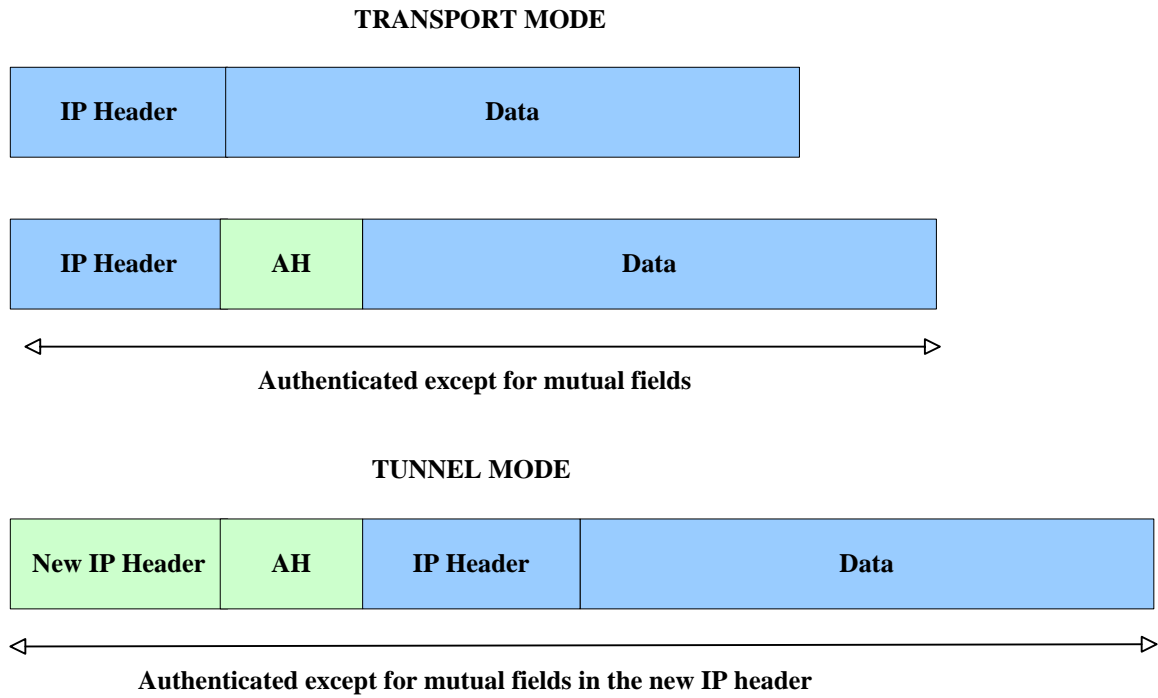 TRANSPORT MODE
IP Header Data
IP Header AH Data
Authenticated except for mutual fields
TUNNEL MODE
New IP Header AH IP Header Data
Authenticated except for mutual fields in the new IP header